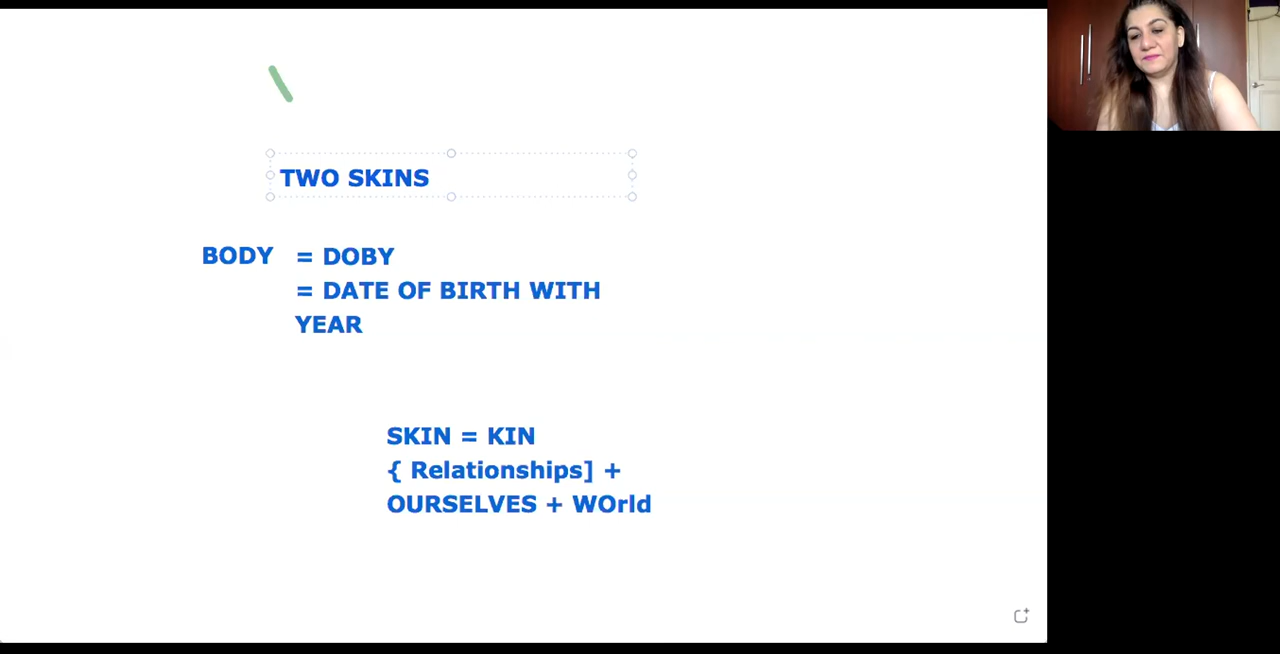 TWO SKINS
BODY = DOBY
= DATE OF BIRTH WITH
YEAR
SKIN = KIN
{ Relationships] +
OURSELVES + WOrld